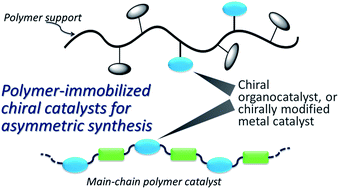 Polymer support
Polymer-immobilized
chiral catalysts for
asymmetric synthesis
Chiral
organocatalyst, or
chirally modified
metal catalyst
Main-chain polymer catalyst